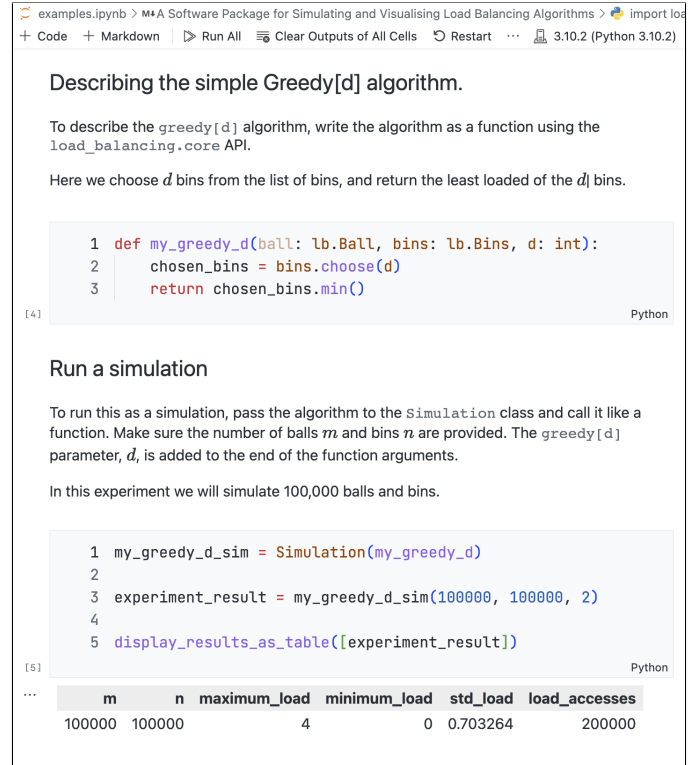 examples.ipynb > M↓A Software Package for Simulating and Visualising Load Balancing Algorithms > import loa
+ Code + Markdown ▷ Run All Clear Outputs of All Cells Restart ··· 3.10.2 (Python 3.10.2)
Describing the simple Greedy[d] algorithm.
To describe the greedy[d] algorithm, write the algorithm as a function using the
load_balancing.core API.
Here we choose d bins from the list of bins, and return the least loaded of the d| bins.
1 def my_greedy_d(ball: lb.Ball, bins: lb.Bins, d: int):
2 chosen_bins = bins.choose(d)
3 return chosen_bins.min()
[4] Python
Run a simulation
To run this as a simulation, pass the algorithm to the Simulation class and call it like a
function. Make sure the number of balls m and bins n are provided. The greedy[d]
parameter, d, is added to the end of the function arguments.
In this experiment we will simulate 100,000 balls and bins.
1 my_greedy_d_sim = Simulation(my_greedy_d)
2
3 experiment_result = my_greedy_d_sim(100000, 100000, 2)
4
5 display_results_as_table([experiment_result])
[5] Python
··· m n maximum_load minimum_load std_load load_accesses
100000 100000 4 0 0.703264 200000